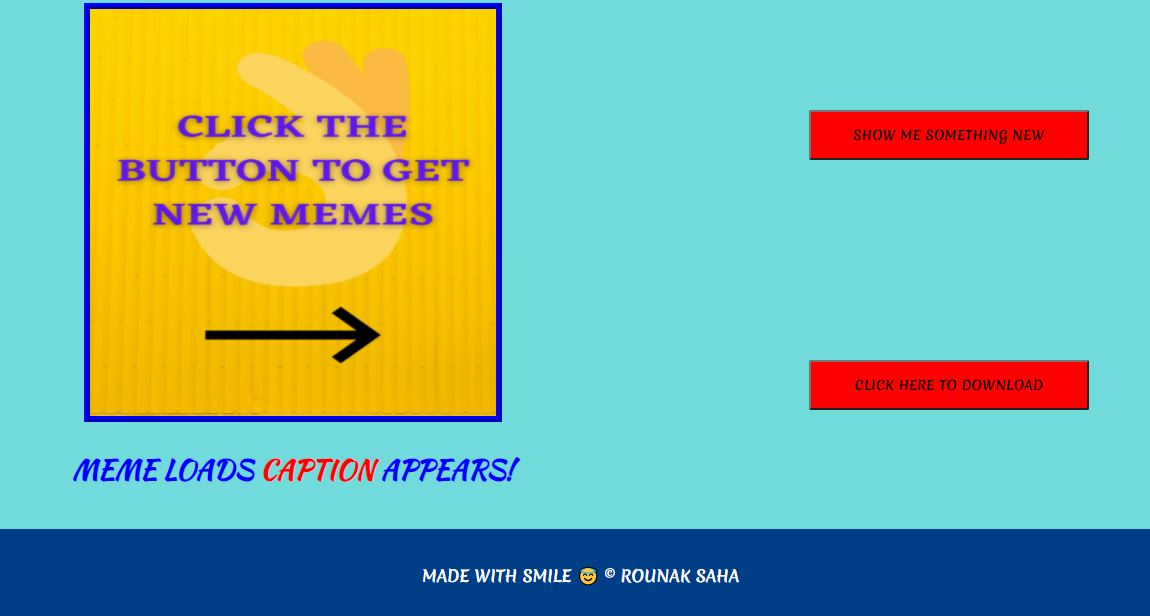 CLICK THE
BUTTON TO GET
NEW MEMES
SHOW ME SOMETHING NEW
CLICK HERE TO DOWNLOAD
MEME LOADS CAPTION APPEARS!
MADE WITH SMILE 😇 © ROUNAK SAHA